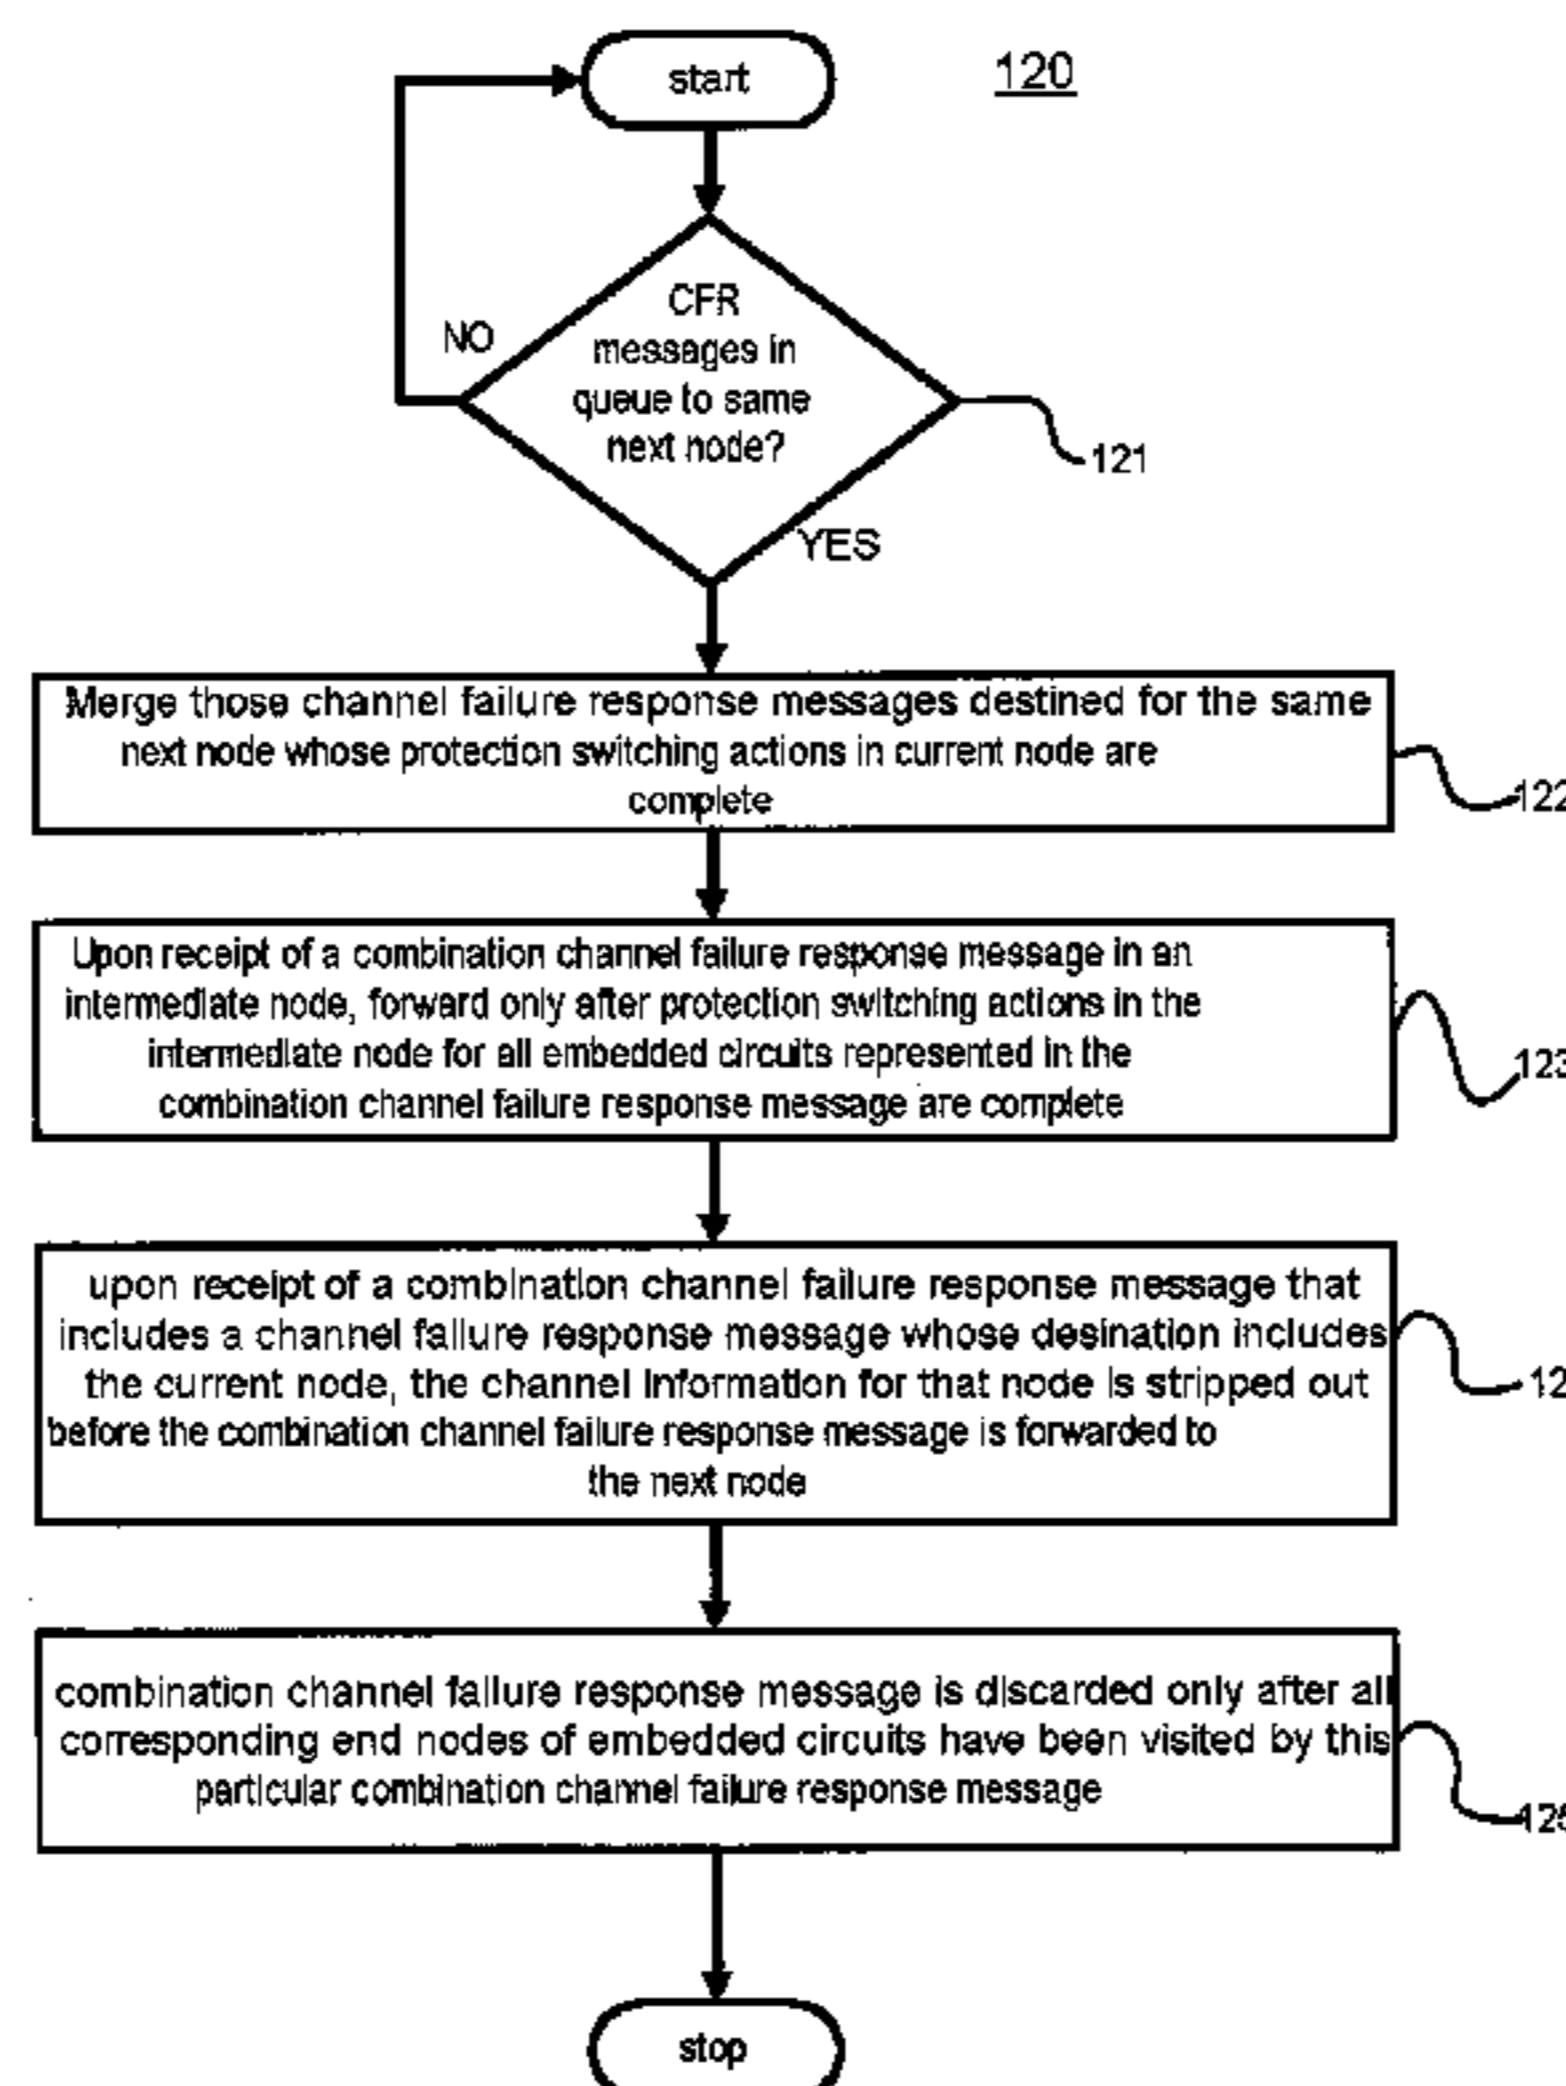 start
120
CFR
messages in
queue to same
next node?
NO
121
YES
Merge those channel failure response messages destined for the same
next node whose protection switching actions in current node are
complete
122
Upon receipt of a combination channel failure response message in an
intermediate node, forward only after protection switching actions in the
intermediate node for all embedded circuits represented in the
combination channel failure response message are complete
123
upon receipt of a combination channel failure response message that
includes a channel failure response message whose desination includes
the current node, the channel information for that node is stripped out
before the combination channel failure response message is forwarded to
the next node
12
combination channel failure response message is discarded only after all
corresponding end nodes of embedded circuits have been visited by this
particular combination channel failure response message
125
stop